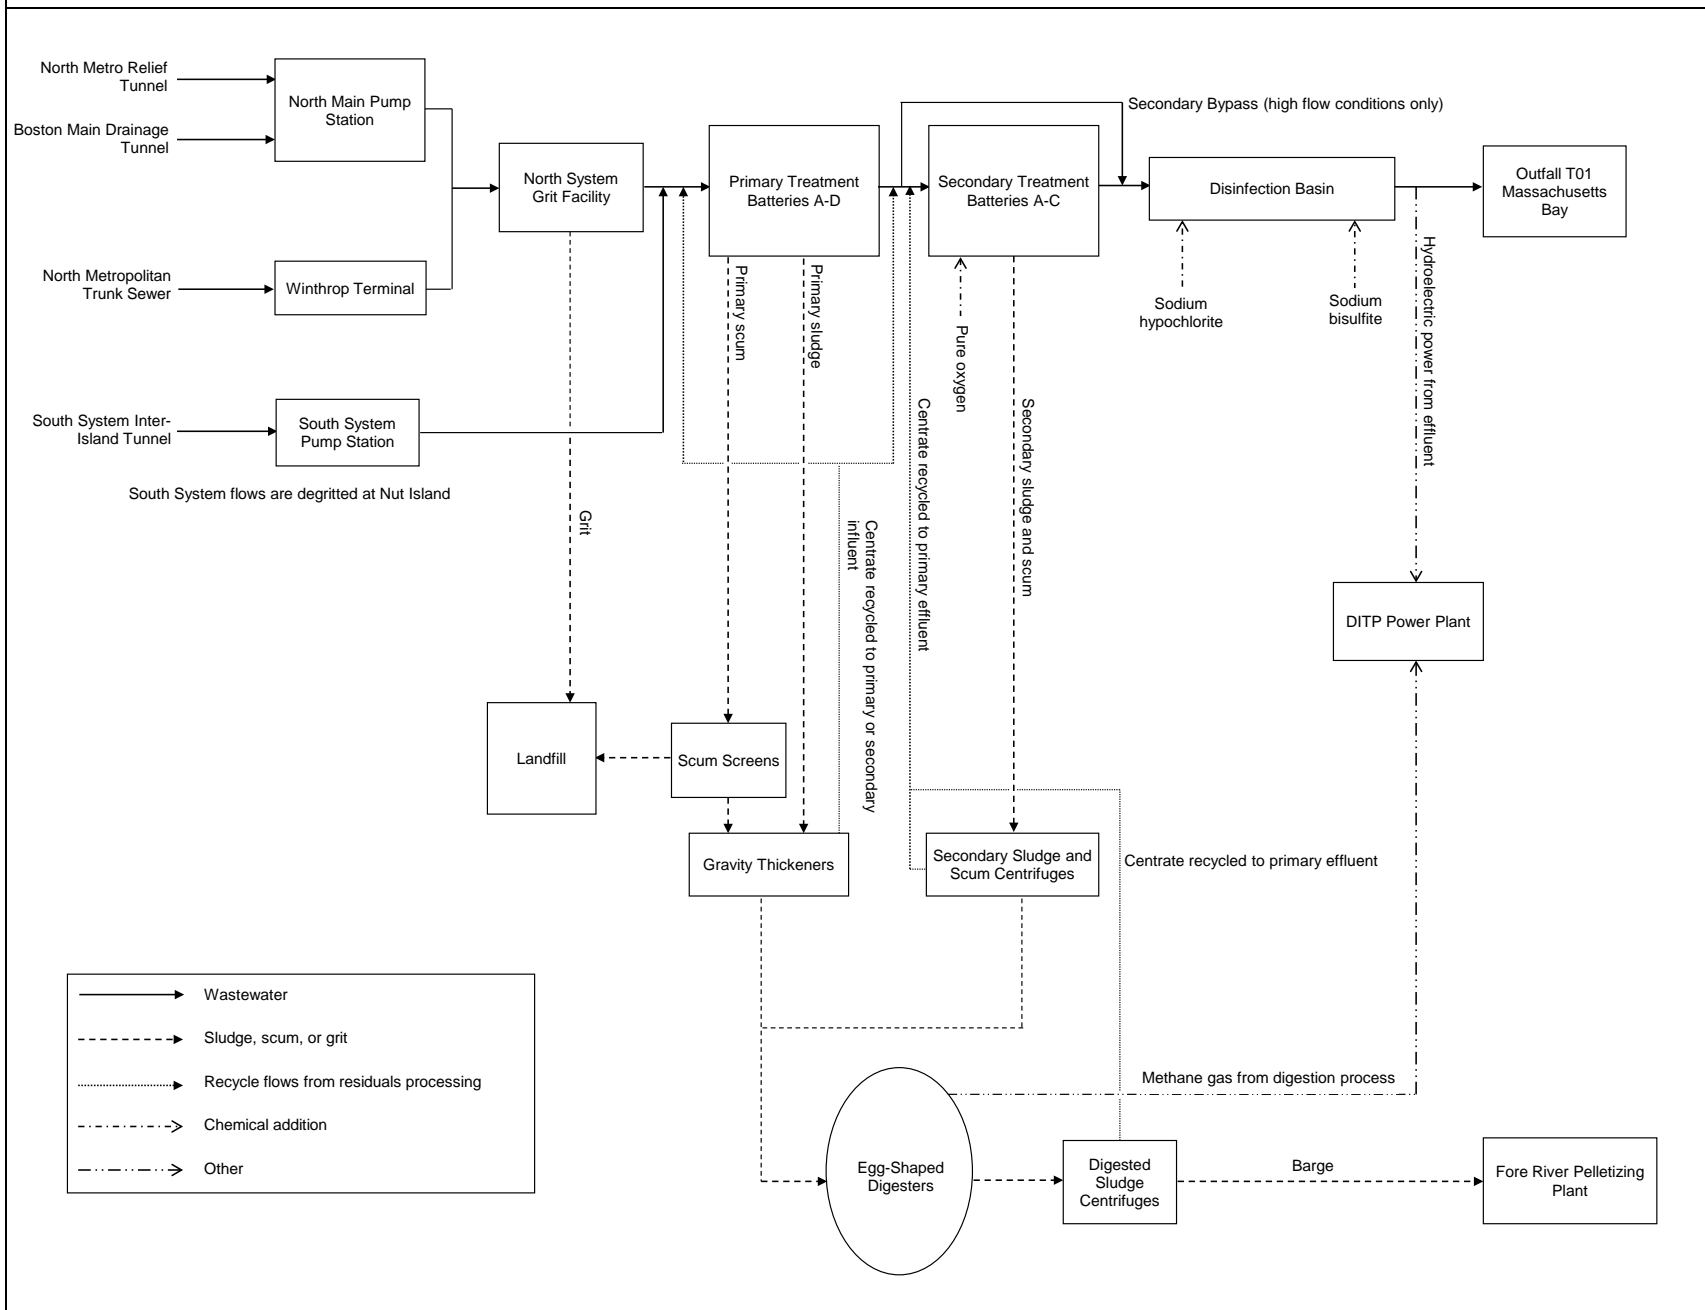 North Metro Relief
Tunnel
Boston Main Drainage
Tunnel
North Main Pump
Station
North Metropolitan
Trunk Sewer
Winthrop Terminal
South System Inter-
Island Tunnel
South System
Pump Station
South System flows are degritted at Nut Island
North System
Grit Facility
Grit
Primary Treatment
Batteries A-D
Primary scum
Primary sludge
Secondary Bypass (high flow conditions only)
Secondary Treatment
Batteries A-C
Pure oxygen
Secondary sludge and scum
Centrate recycled to primary effluent
Centrate recycled to primary or secondary
influent
Disinfection Basin
Sodium
hypochlorite
Sodium
bisulfite
Outfall T01
Massachusetts
Bay
Hydroelectric power from effluent
DITP Power Plant
Landfill
Scum Screens
Gravity Thickeners
Secondary Sludge and
Scum Centrifuges
Centrate recycled to primary effluent
Methane gas from digestion process
Egg-Shaped
Digesters
Digested
Sludge
Centrifuges
Barge
Fore River Pelletizing
Plant
Wastewater
Sludge, scum, or grit
Recycle flows from residuals processing
Chemical addition
Other